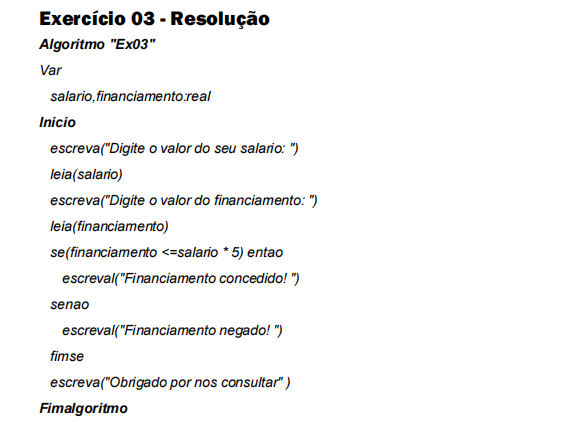 Exercício 03 - Resolução
Algoritmo "Ex03"
Var
salario,financiamento:real
Inicio
escreva("Digite o valor do seu salario: ")
leia(salario)
escreva("Digite o valor do financiamento: ")
leia(financiamento)
se(financiamento <=salario * 5) entao
escreval("Financiamento concedido! ")
senao
escreval("Financiamento negado! ")
fimse
escreva("Obrigado por nos consultar" )
Fimalgoritmo